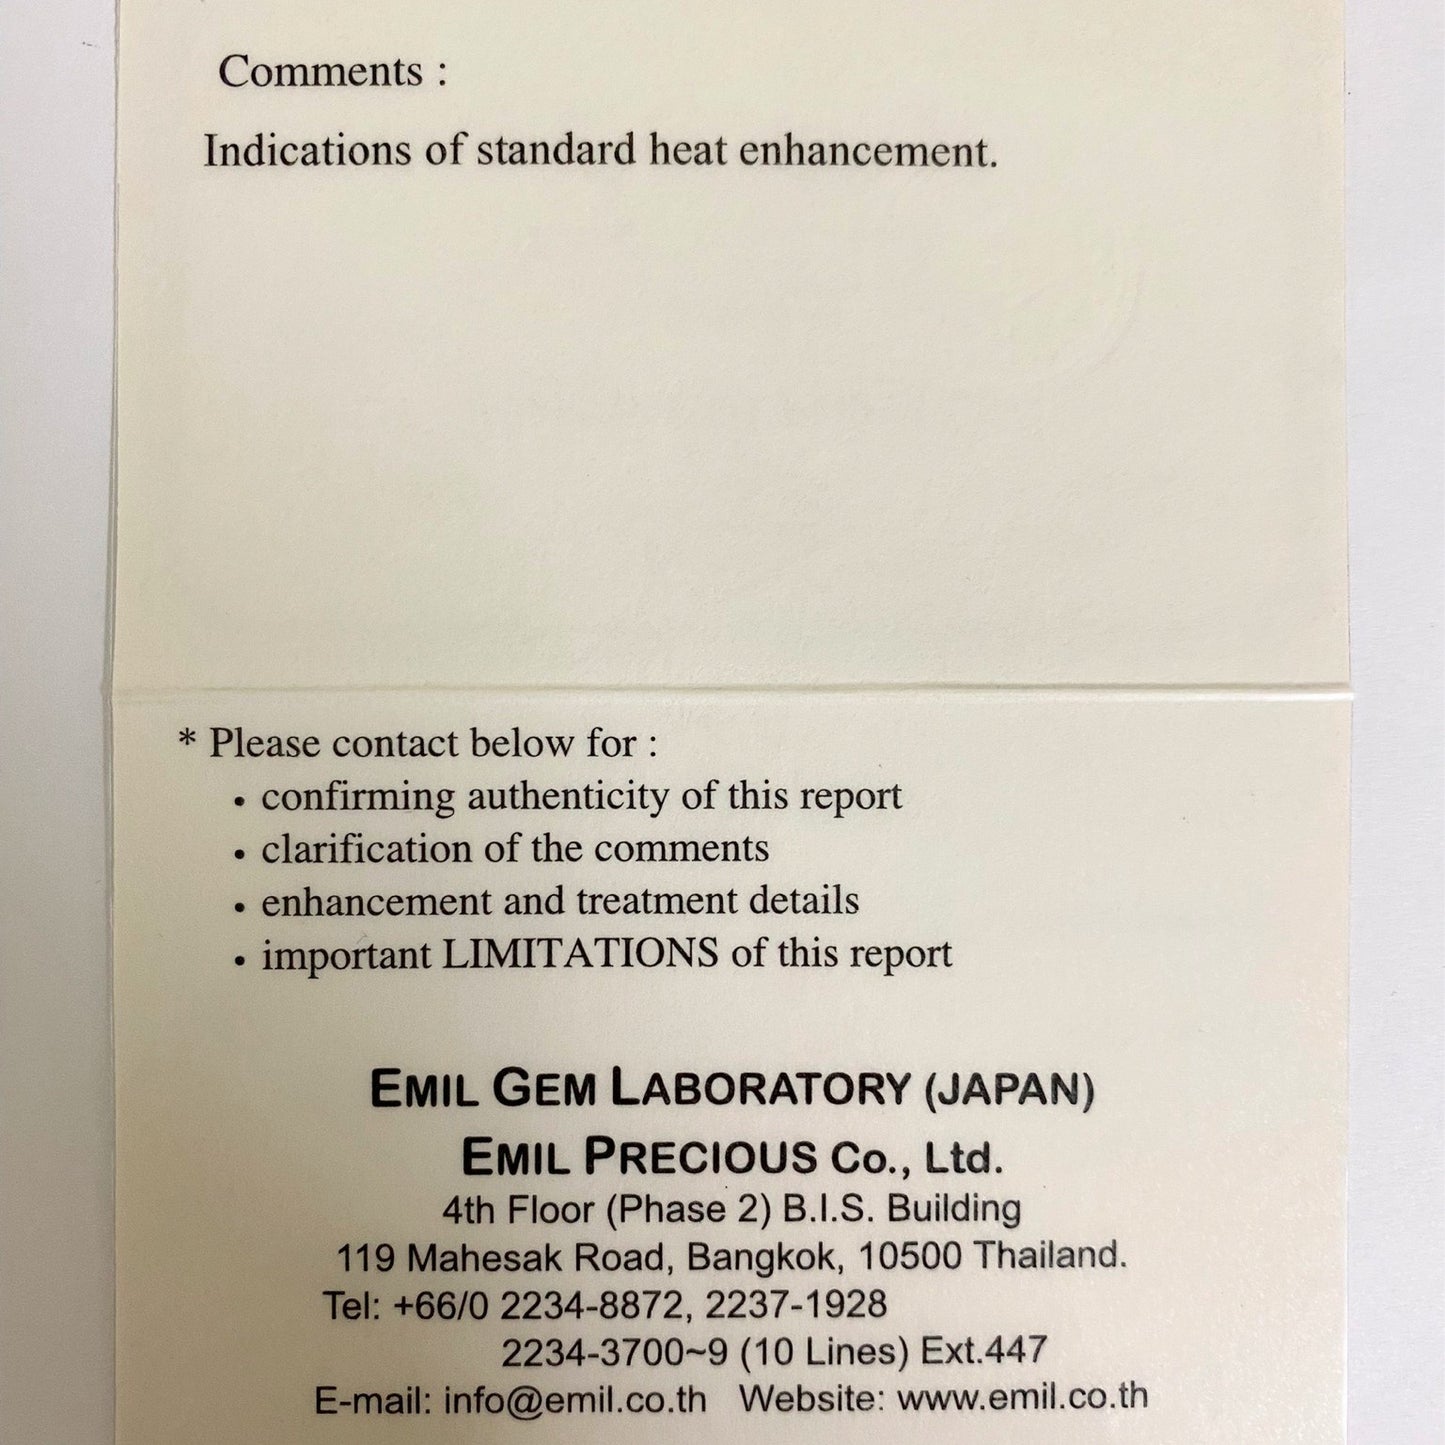 Comments :
Indications of standard heat enhancement.
* Please contact below for :
• confirming authenticity of this report
• clarification of the comments
• enhancement and treatment details
• important LIMITATIONS of this report
EMIL GEM LABORATORY (JAPAN)
EMIL PRECIOUS Co., Ltd.
4th Floor (Phase 2) B.I.S. Building
119 Mahesak Road, Bangkok, 10500 Thailand.
Tel: +66/0 2234-8872, 2237-1928
2234-3700~9 (10 Lines) Ext.447
E-mail: info@emil.co.th Website: www.emil.co.th